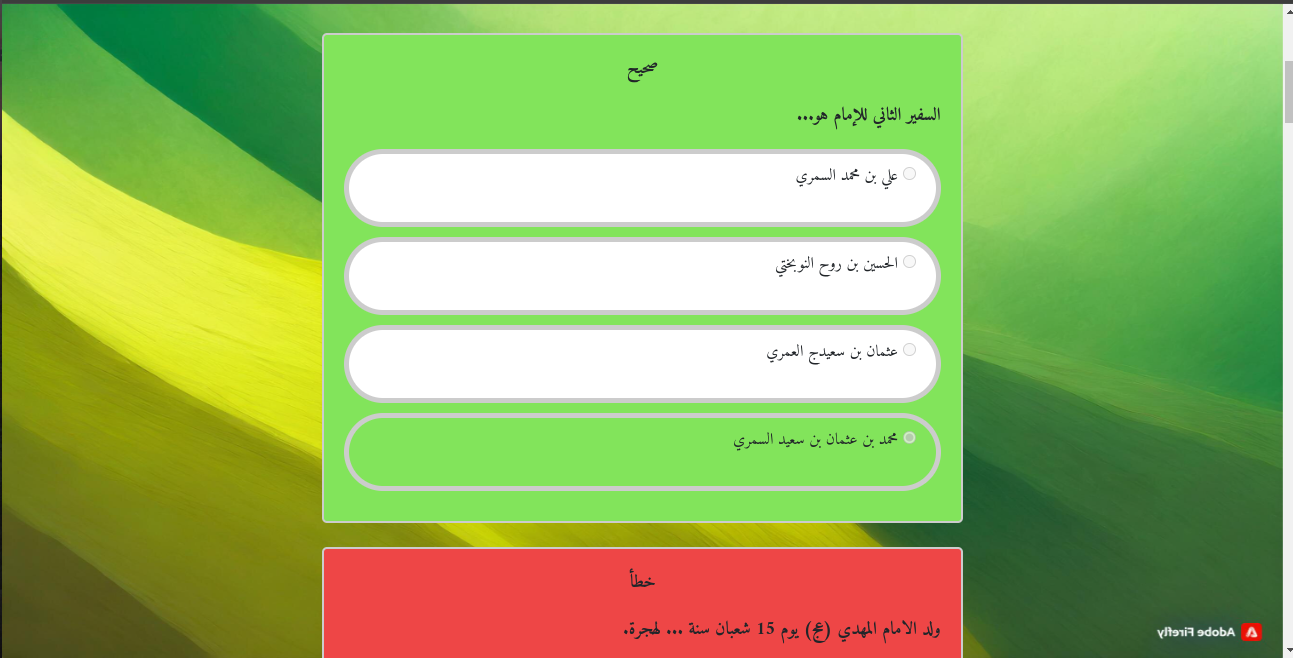 صحيح
السفير الثاني للإمام هو...
علي بن محمد السمري
الحسين بن روح النوبختي
عثمان بن سعيدج العمري
محمد بن عثمان بن سعيد السمري
خطأ
ولد الامام المهدي (عج) يوم 15 شعبان سنة ... لهجرة.
Adobe Firefly